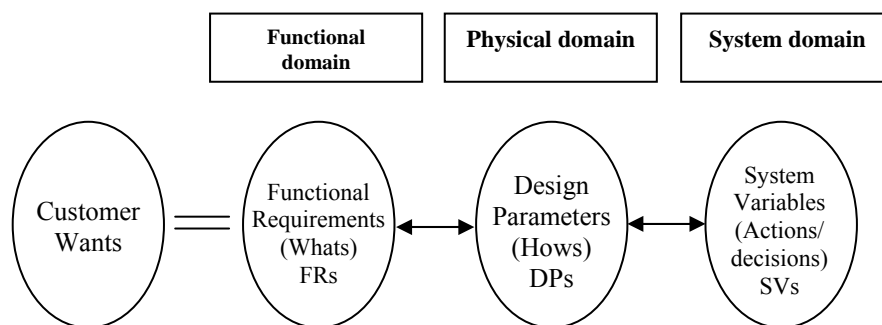 Functional
domain
Physical domain
System domain
Customer
Wants
Functional
Requirements
(Whats)
FRs
Design
Parameters
(Hows)
DPs
System
Variables
(Actions/
decisions)
SVs